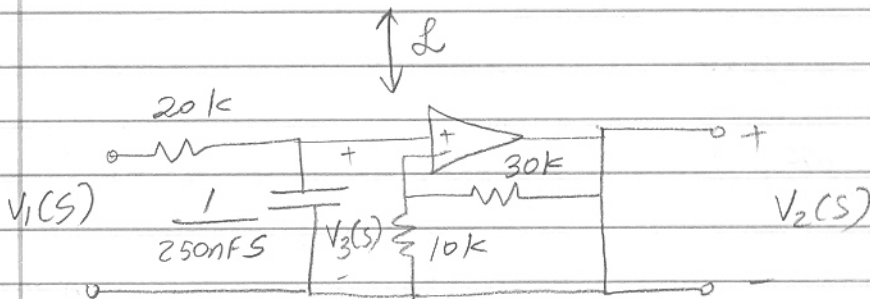 ℒ
20k
+
+
-
30k
+
V₁(S)
1
250nFS
V₃(S)
10k
V₂(S)
-
-